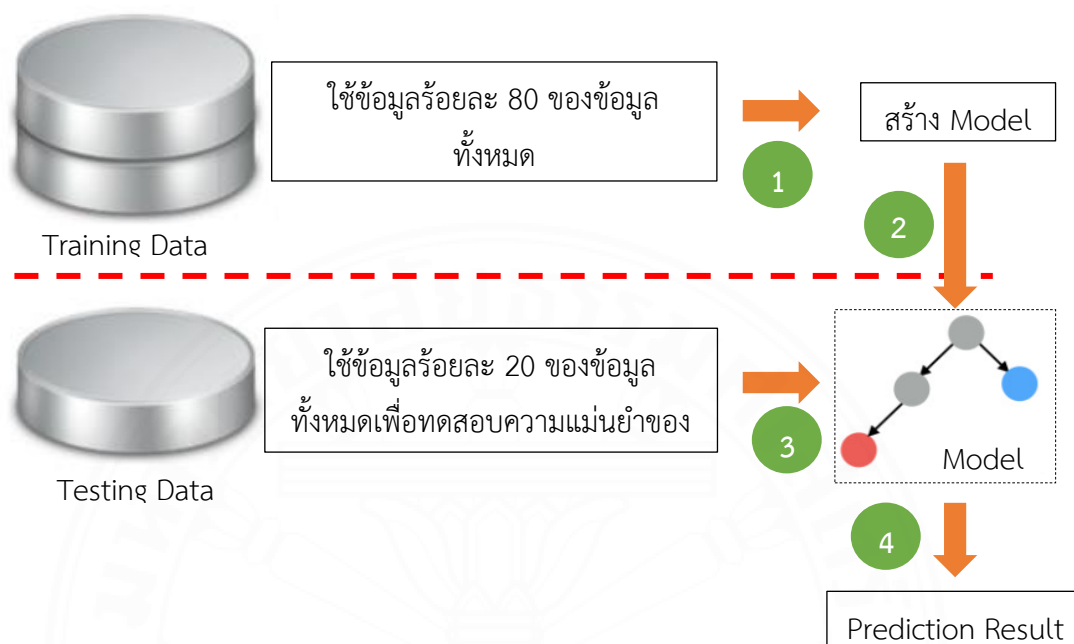 ใช้ข้อมูลร้อยละ 80 ของข้อมูล
ทั้งหมด
สร้าง Model
1
2
Training Data
ใช้ข้อมูลร้อยละ 20 ของข้อมูล
ทั้งหมดเพื่อทดสอบความแม่นยำของ
3
Model
Testing Data
4
Prediction Result